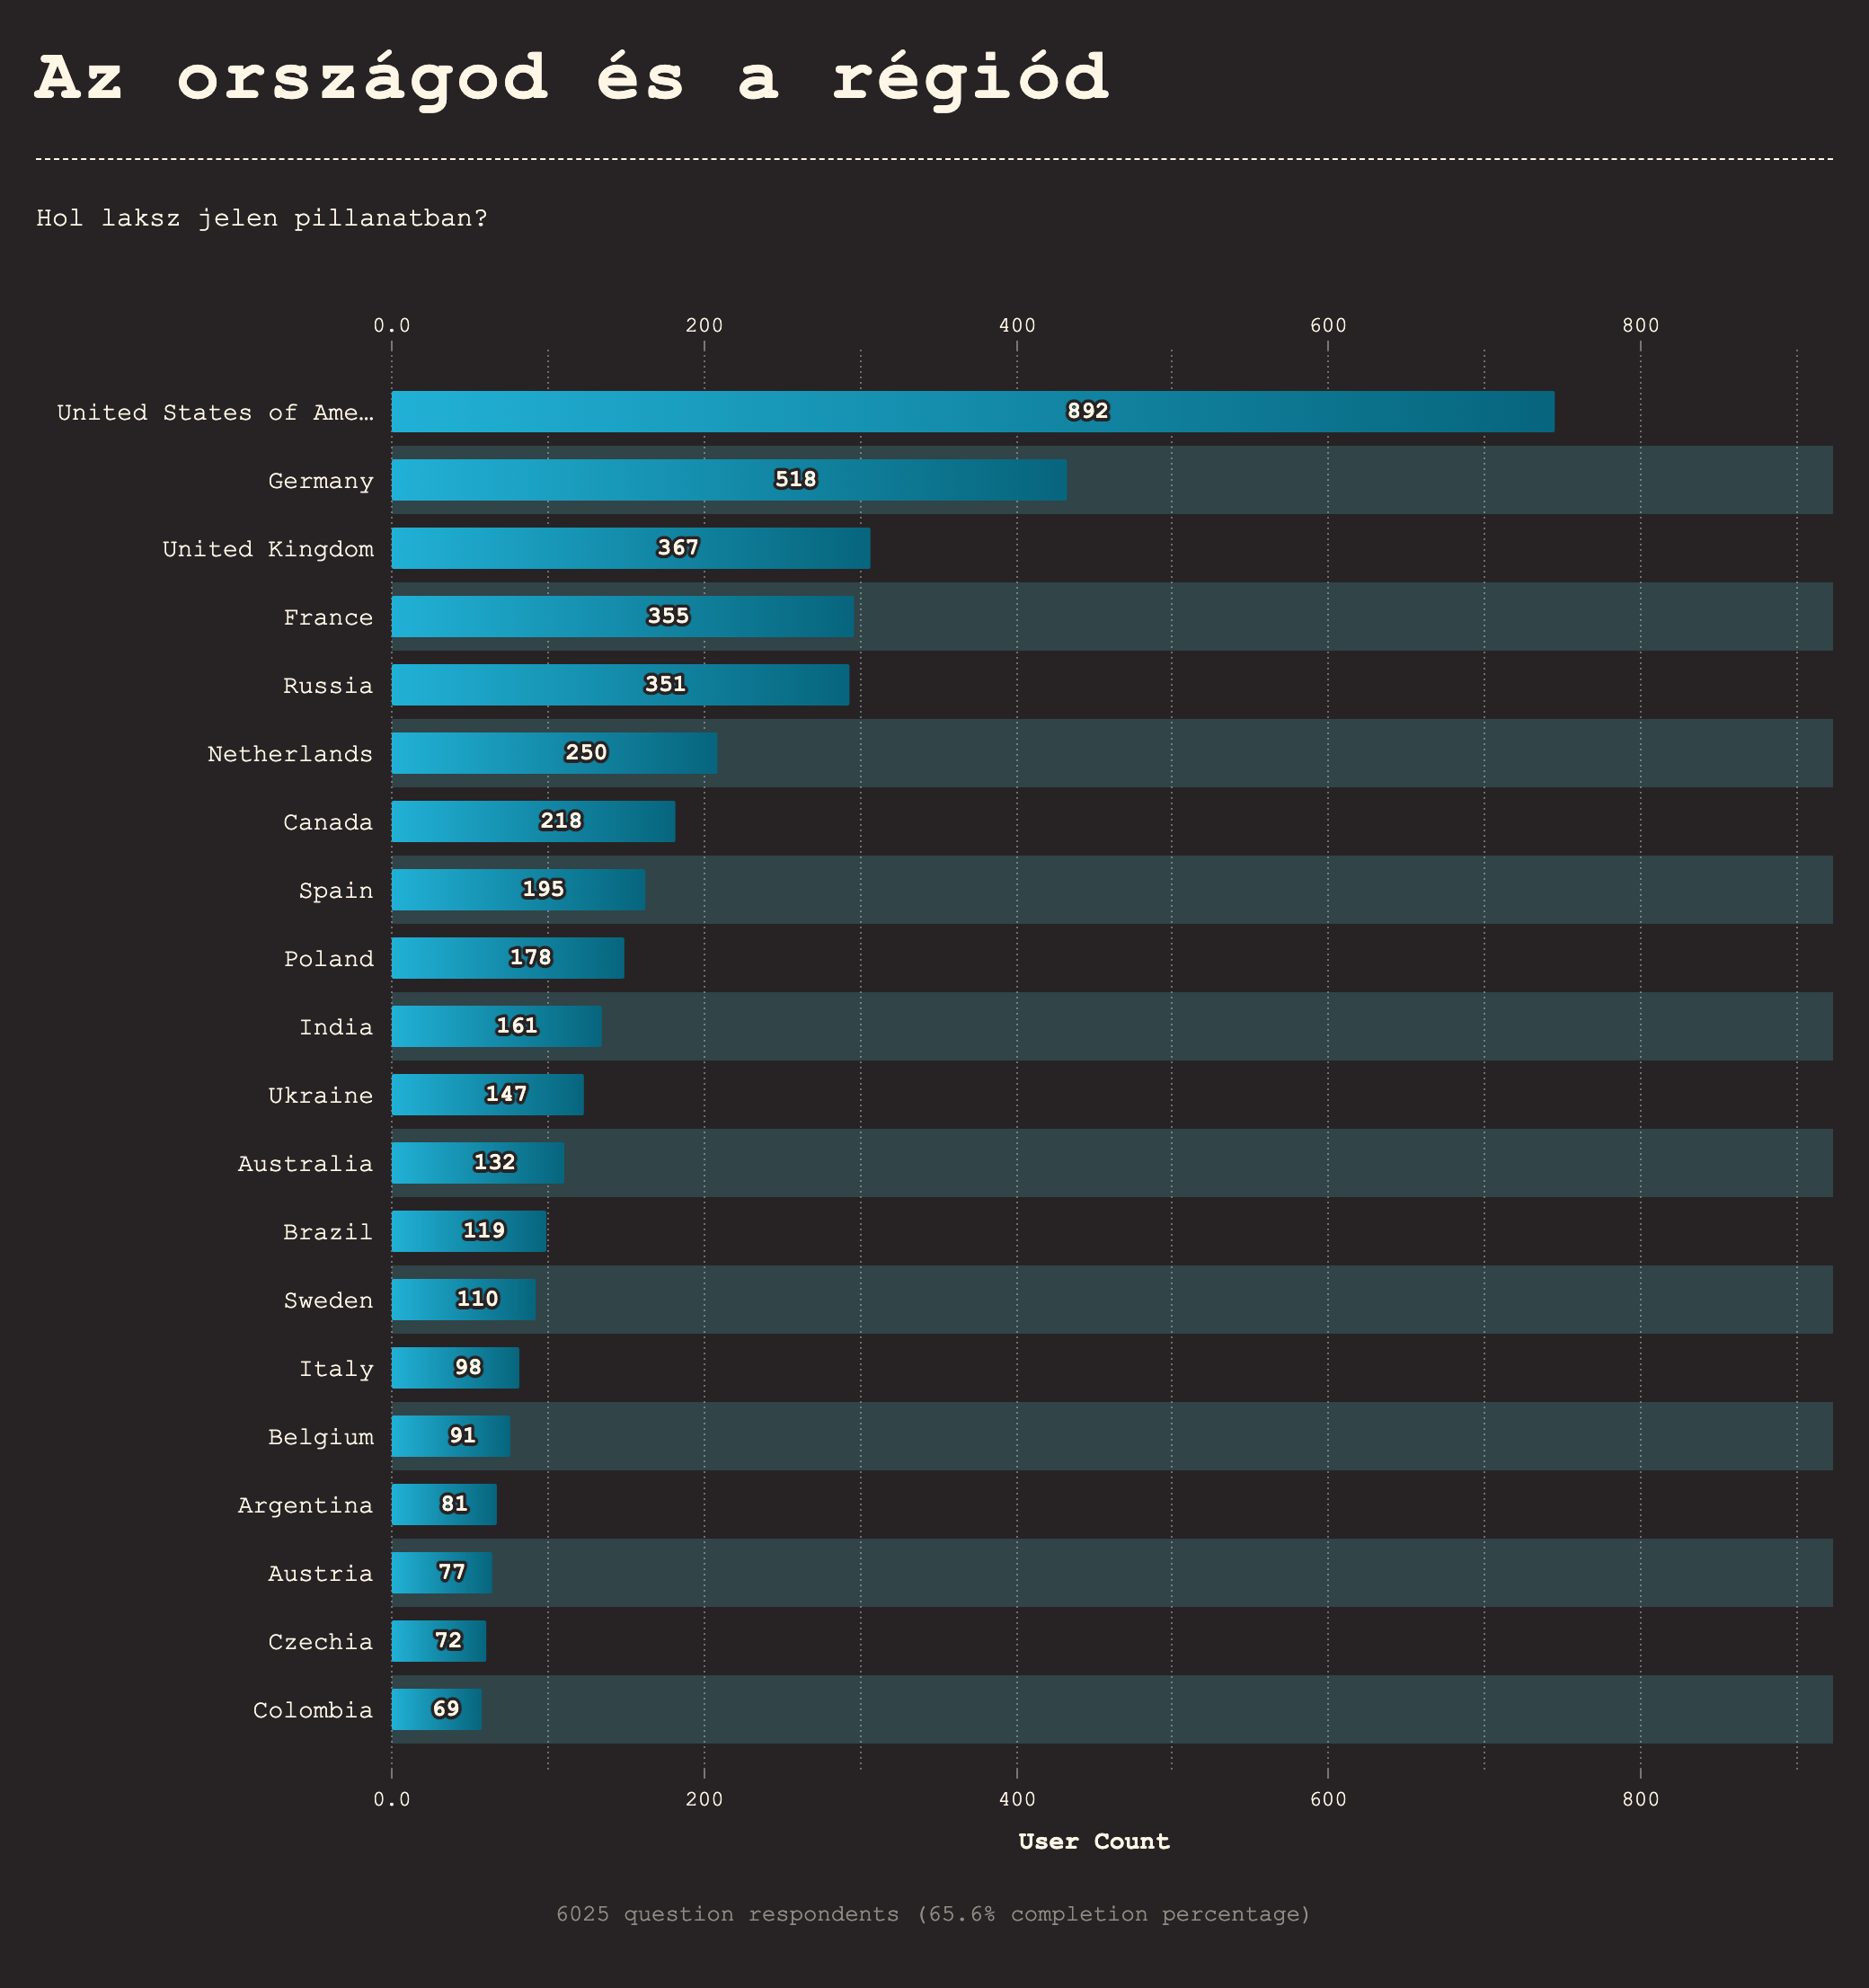 Az országod és a régiód
Hol laksz jelen pillanatban?
0.0 200 400 600 800
United States of Ame… 892
Germany 518
United Kingdom 367
France 355
Russia 351
Netherlands 250
Canada 218
Spain 195
Poland 178
India 161
Ukraine 147
Australia 132
Brazil 119
Sweden 110
Italy 98
Belgium 91
Argentina 81
Austria 77
Czechia 72
Colombia 69
0.0 200 400 600 800
User Count
6025 question respondents (65.6% completion percentage)